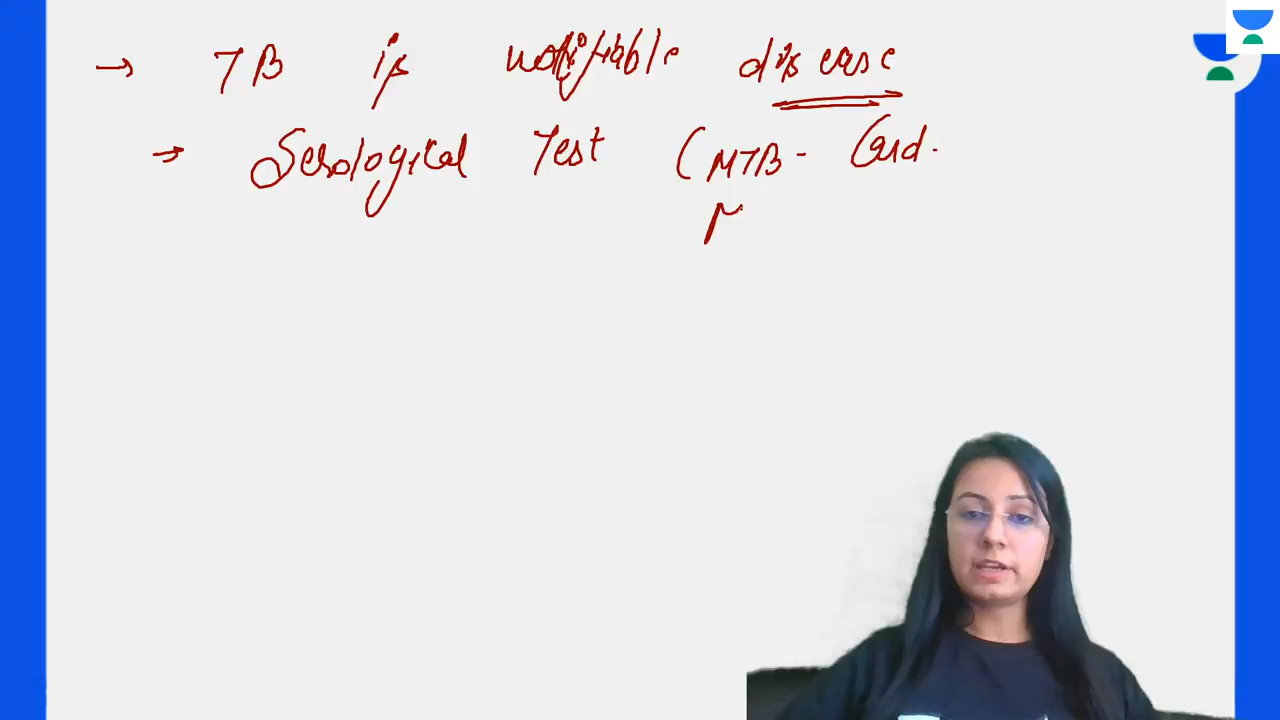 → TB is notifiable disease
→ Serological Test (MTB - Card.
M